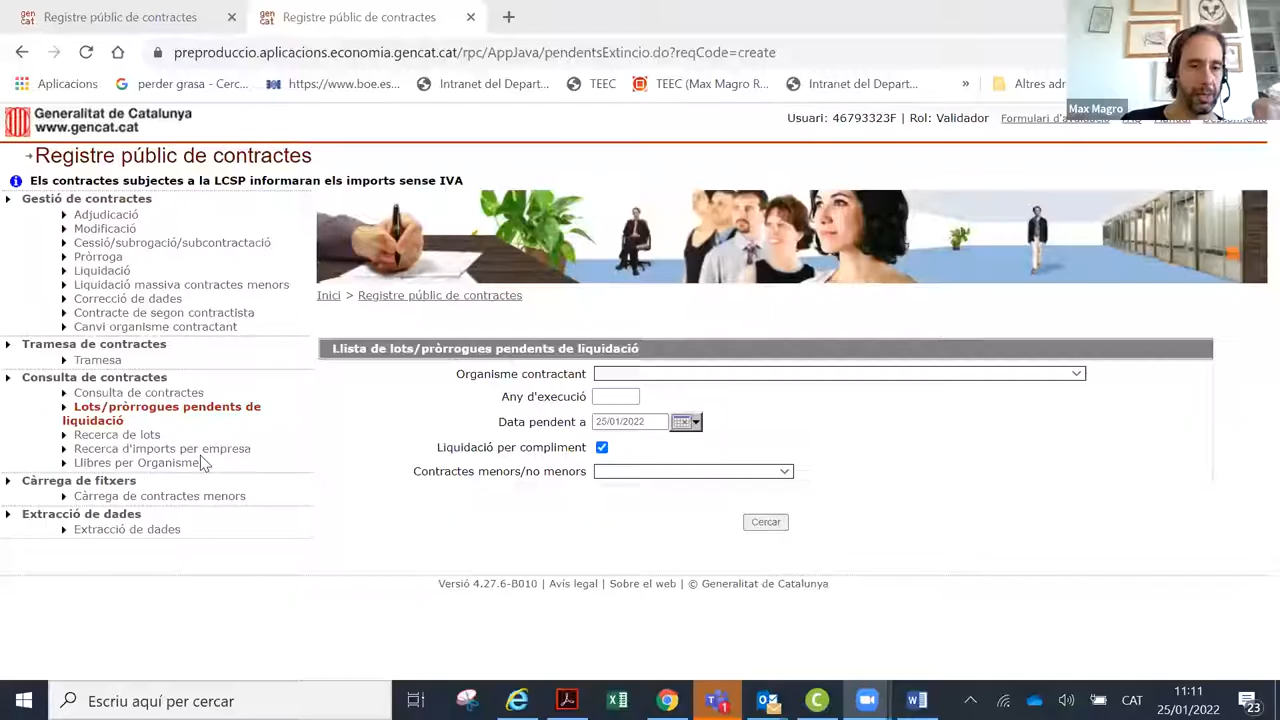 Registre públic de contractes
Registre públic de contractes
preproduccio.aplicacions.economia.gencat.cat/rpc/AppJava/pendentsExtincio.do?reqCode=create
Aplicacions
perder grasa - Cerc...
https://www.boe.es...
Intranet del Depart...
TEEC
TEEC (Max Magro R...
Intranet del Depart...
»
Altres adr
Max Magro
Generalitat de Catalunya
www.gencat.cat
Usuari: 46793323F | Rol: Validador
Registre públic de contractes
Els contractes subjectes a la LCSP informaran els imports sense IVA
Gestió de contractes
Adjudicació
Modificació
Cessió/subrogació/subcontractació
Pròrroga
Liquidació
Liquidació massiva contractes menors
Correcció de dades
Contracte de segon contractista
Canvi organisme contractant
Tramesa de contractes
Tramesa
Consulta de contractes
Consulta de contractes
Lots/pròrrogues pendents de
liquidació
Recerca de lots
Recerca d'imports per empresa
Llibres per Organisme
Càrrega de fitxers
Càrrega de contractes menors
Extracció de dades
Extracció de dades
Inici > Registre públic de contractes
Llista de lots/pròrrogues pendents de liquidació
Organisme contractant
Any d'execució
Data pendent a 25/01/2022
Liquidació per compliment
Contractes menors/no menors
Cercar
Versió 4.27.6-B010 | Avís legal | Sobre el web | © Generalitat de Catalunya
Escriu aquí per cercar
CAT
11:11
25/01/2022
23